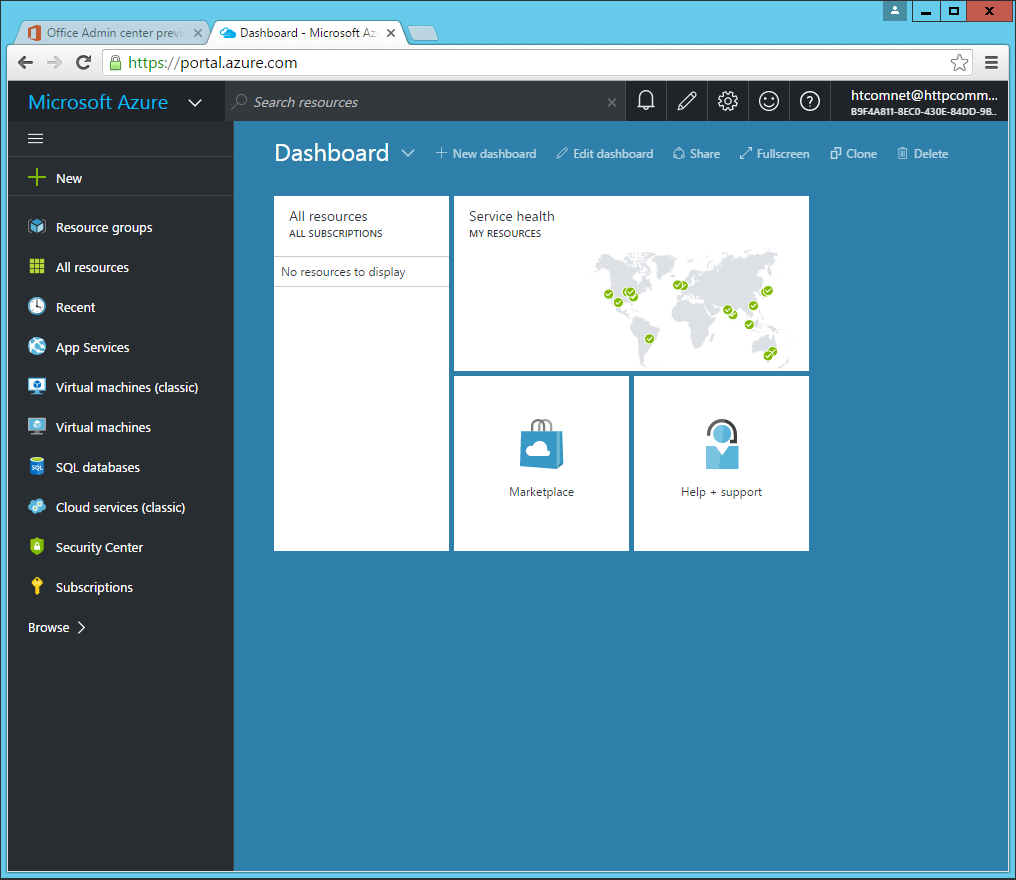 Office Admin center previ
Dashboard - Microsoft Az
https://portal.azure.com
Microsoft Azure
Search resources
htcomnet@httpcomm...
B9F4A811-8EC0-430E-84DD-9B..
Dashboard
New dashboard
Edit dashboard
Share
Fullscreen
Clone
Delete
New
Resource groups
All resources
Recent
App Services
Virtual machines (classic)
Virtual machines
SQL databases
SQL
Cloud services (classic)
Security Center
Subscriptions
Browse
All resources
ALL SUBSCRIPTIONS
No resources to display
Service health
MY RESOURCES
Marketplace
Help + support